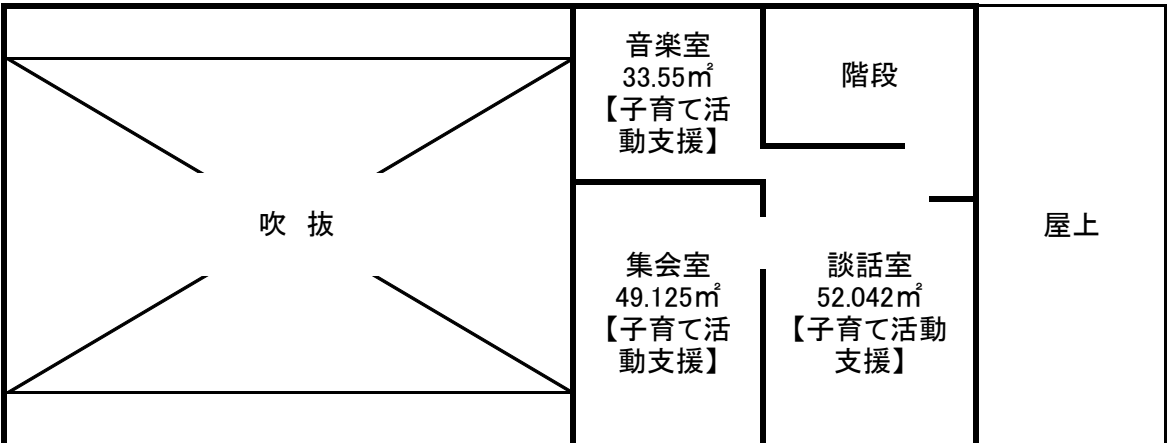 吹 抜
音楽室
33.55㎡
【子育て活
動支援】
階段
集会室
49.125㎡
【子育て活
動支援】
談話室
52.042㎡
【子育て活動
支援】
屋上